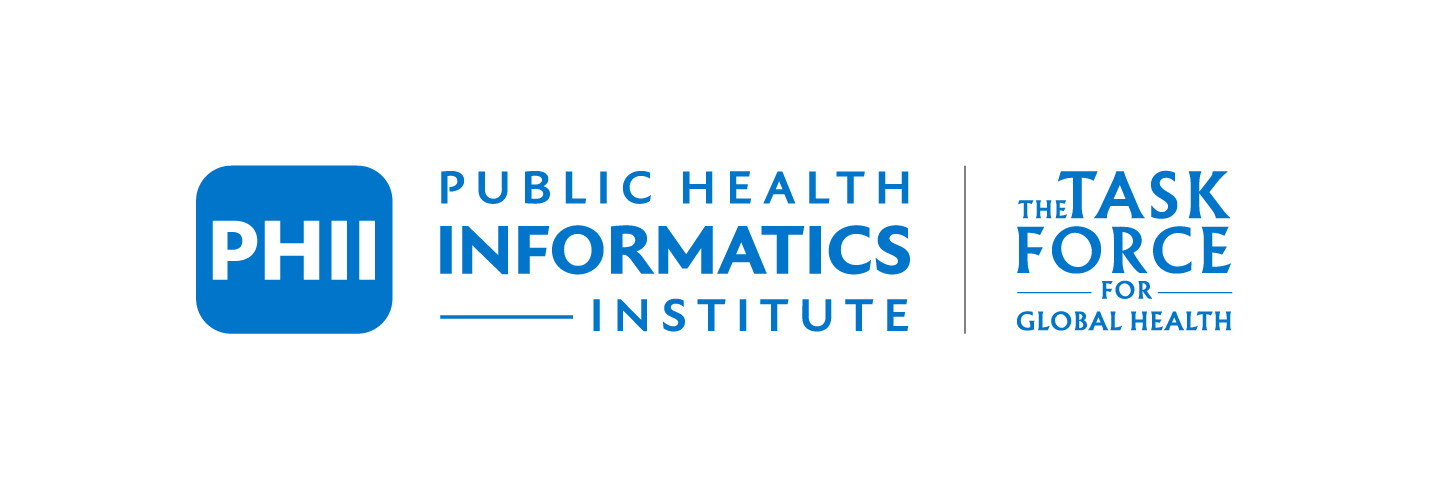 PHII
PUBLIC HEALTH
INFORMATICS
INSTITUTE
THE TASK
FORCE
FOR
GLOBAL HEALTH